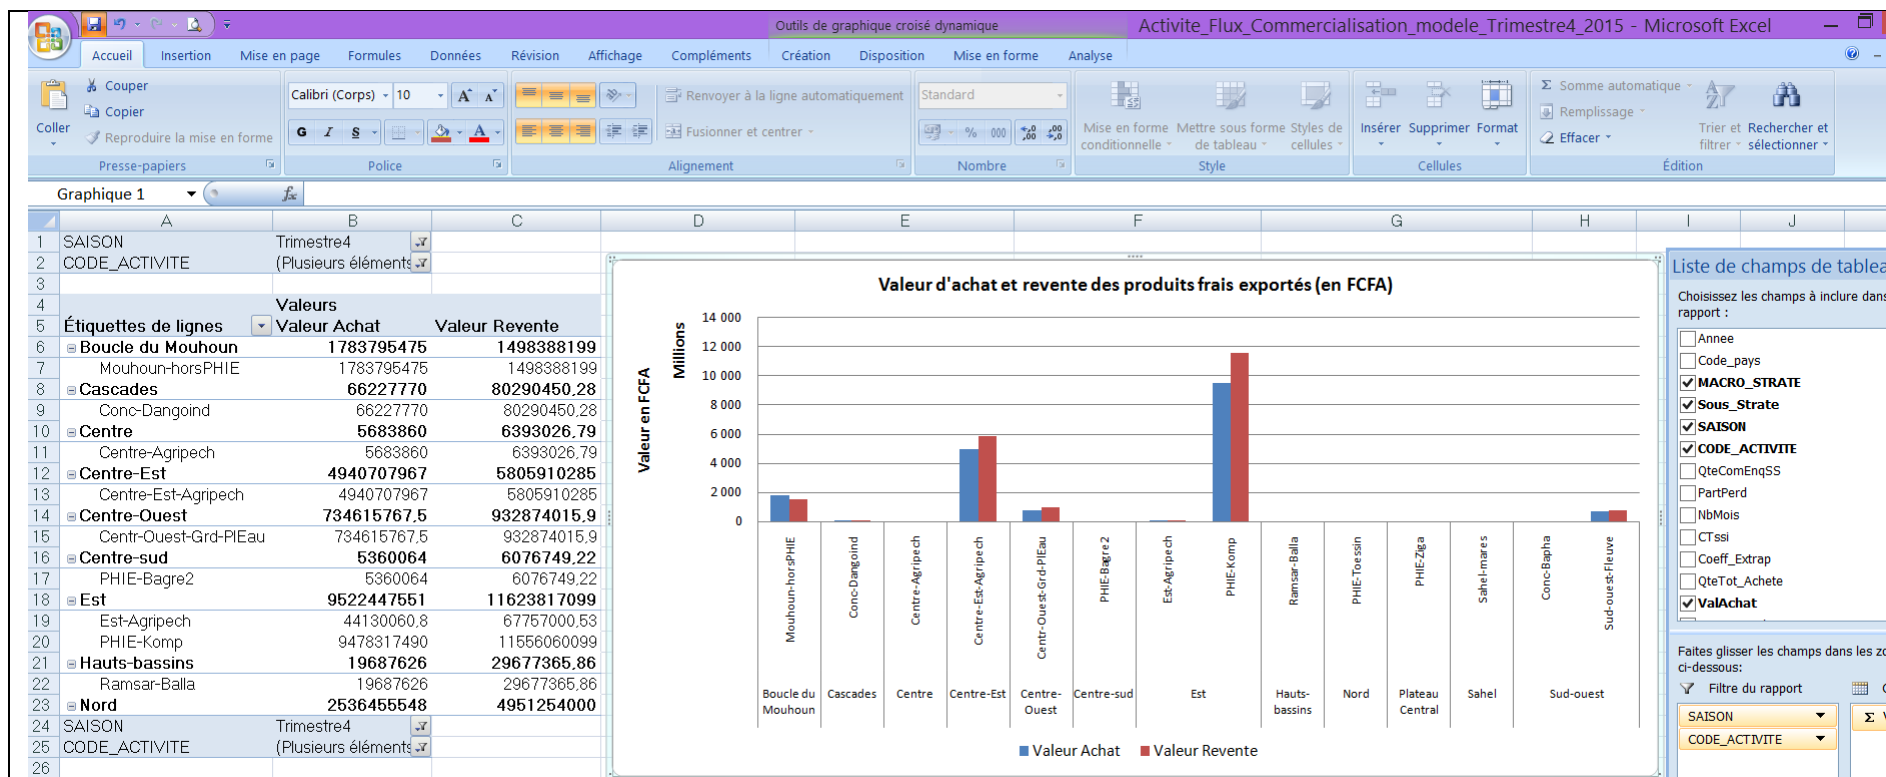 Outils de graphique croisé dynamique
Activite_Flux_Commercialisation_modele_Trimestre4_2015 - Microsoft Excel
Accueil Insertion Mise en page Formules Données Révision Affichage Compléments Création Disposition Mise en forme Analyse
Coller
Couper
Copier
Reproduire la mise en forme
Presse-papiers
Calibri (Corps) 10
G I S
Police
Renvoyer à la ligne automatiquement
Fusionner et centrer
Alignement
Standard
% 000
Nombre
Mise en forme conditionnelle
Mettre sous forme de tableau
Styles de cellules
Style
Insérer Supprimer Format
Cellules
Σ Somme automatique
Remplissage
Effacer
Trier et filtrer
Rechercher et sélectionner
Édition
Graphique 1 fx
A B C D E F G H I J
1 SAISON Trimestre4
2 CODE_ACTIVITE (Plusieurs éléments
3
4 Valeurs
5 Étiquettes de lignes Valeur Achat Valeur Revente
6 Boucle du Mouhoun 1783795475 1498388199
7 Mouhoun-horsPHIE 1783795475 1498388199
8 Cascades 66227770 80290450,28
9 Conc-Dangoind 66227770 80290450,28
10 Centre 5683860 6393026,79
11 Centre-Agripech 5683860 6393026,79
12 Centre-Est 4940707967 5805910285
13 Centre-Est-Agripech 4940707967 5805910285
14 Centre-Ouest 734615767,5 932874015,9
15 Centr-Ouest-Grd-PlEau 734615767,5 932874015,9
16 Centre-sud 5360064 6076749,22
17 PHIE-Bagre2 5360064 6076749,22
18 Est 9522447551 11623817099
19 Est-Agripech 44130060,8 67757000,53
20 PHIE-Komp 9478317490 11556060099
21 Hauts-bassins 19687626 29677365,86
22 Ramsar-Balla 19687626 29677365,86
23 Nord 2536455548 4951254000
24 SAISON Trimestre4
25 CODE_ACTIVITE (Plusieurs éléments
26
Valeur d'achat et revente des produits frais exportés (en FCFA)
Valeur en FCFA
Millions
14 000
12 000
10 000
8 000
6 000
4 000
2 000
0
Mouhoun-horsPHIE
Conc-Dangoind
Centre-Agripech
Centre-Est-Agripech
Centr-Ouest-Grd-PlEau
PHIE-Bagre2
Est-Agripech
PHIE-Komp
Ramsar-Balla
PHIE-Toessin
PHIE-Ziga
Sahel-mares
Conc-Bapha
Sud-ouest-Fleuve
Boucle du Mouhoun
Cascades
Centre
Centre-Est
Centre-Ouest
Centre-sud
Est
Hauts-bassins
Nord
Plateau Central
Sahel
Sud-ouest
Valeur Achat Valeur Revente
Liste de champs de tablea
Choisissez les champs à inclure dans
rapport :
Annee
Code_pays
MACRO_STRATE
Sous_Strate
SAISON
CODE_ACTIVITE
QteComEnqSS
PartPerd
NbMois
CTssi
Coeff_Extrap
QteTot_Achete
ValAchat
Faites glisser les champs dans les zo
ci-dessous:
Filtre du rapport
SAISON
CODE_ACTIVITE
Σ